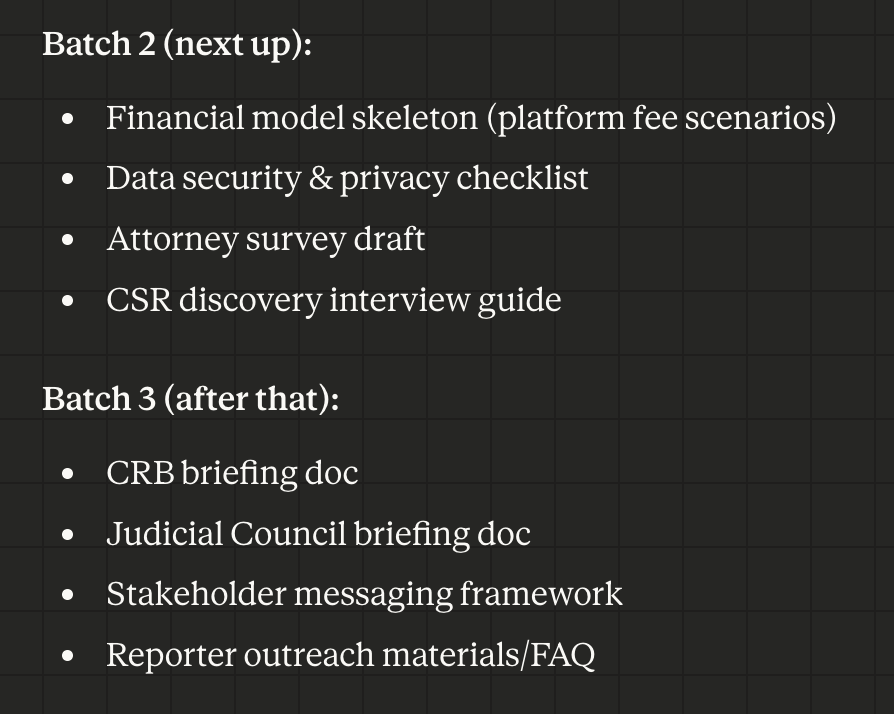 Batch 2 (next up):
Financial model skeleton (platform fee scenarios)
Data security & privacy checklist
Attorney survey draft
CSR discovery interview guide
Batch 3 (after that):
CRB briefing doc
Judicial Council briefing doc
Stakeholder messaging framework
Reporter outreach materials/FAQ